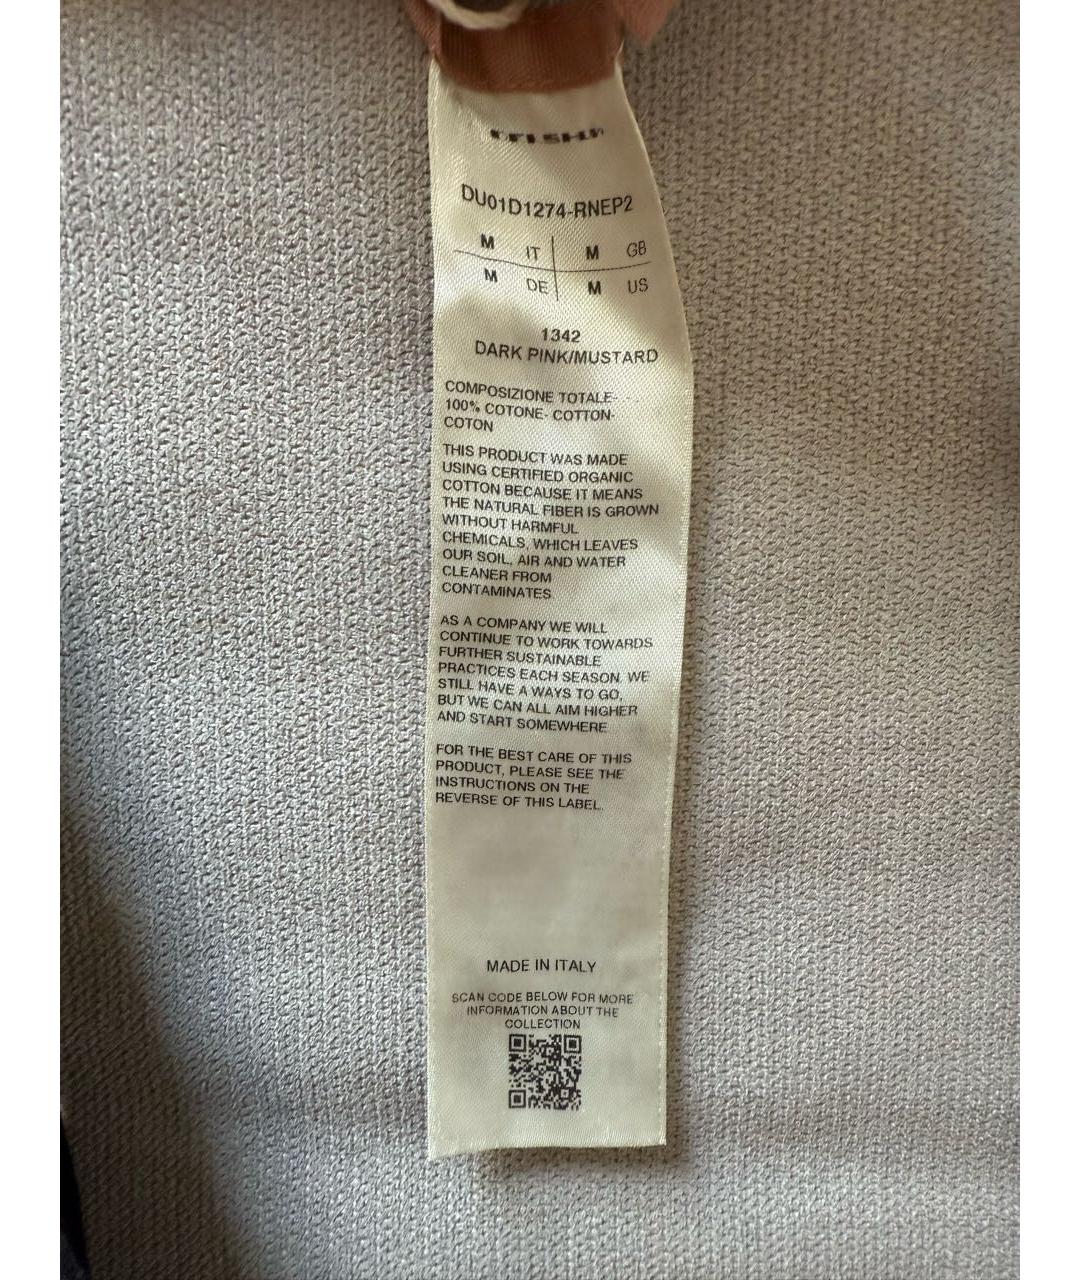 DU01D1274-RNEP2
M IT M GB
M DE M US
1342
DARK PINK/MUSTARD
COMPOSIZIONE TOTALE-
100% COTONE- COTTON-
COTON
THIS PRODUCT WAS MADE
USING CERTIFIED ORGANIC
COTTON BECAUSE IT MEANS
THE NATURAL FIBER IS GROWN
WITHOUT HARMFUL
CHEMICALS, WHICH LEAVES
OUR SOIL, AIR AND WATER
CLEANER FROM
CONTAMINATES
AS A COMPANY WE WILL
CONTINUE TO WORK TOWARDS
FURTHER SUSTAINABLE
PRACTICES EACH SEASON. WE
STILL HAVE A WAYS TO GO,
BUT WE CAN ALL AIM HIGHER
AND START SOMEWHERE.
FOR THE BEST CARE OF THIS
PRODUCT, PLEASE SEE THE
INSTRUCTIONS ON THE
REVERSE OF THIS LABEL.
MADE IN ITALY
SCAN CODE BELOW FOR MORE
INFORMATION ABOUT THE
COLLECTION